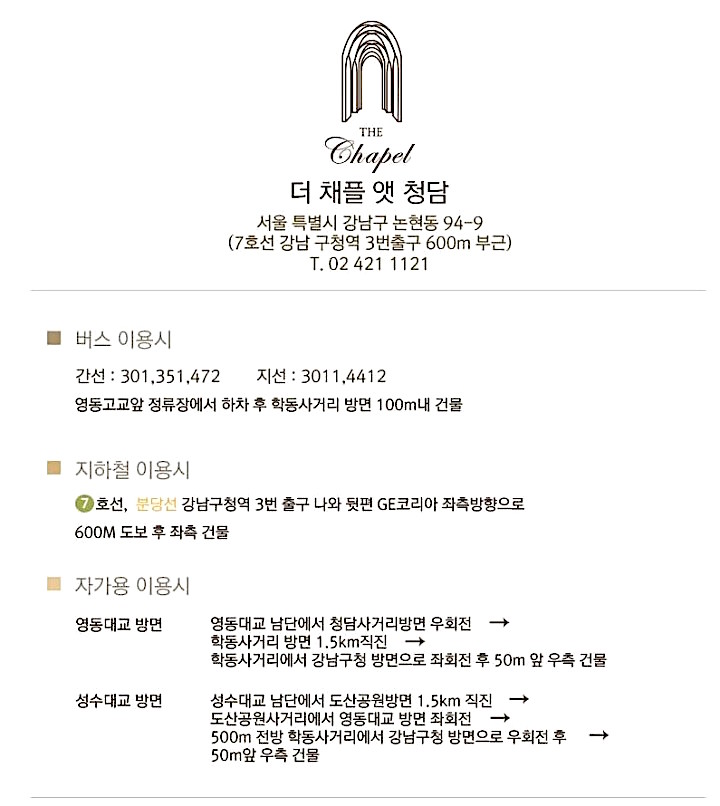 THE
Chapel
더 채플 앳 청담
서울 특별시 강남구 논현동 94-9
(7호선 강남 구청역 3번출구 600m 부근)
T. 02 421 1121
버스 이용시
간선 : 301,351,472 지선 : 3011,4412
영동고교앞 정류장에서 하차 후 학동사거리 방면 100m내 건물
지하철 이용시
7호선, 분당선 강남구청역 3번 출구 나와 뒷편 GE코리아 좌측방향으로
600M 도보 후 좌측 건물
자가용 이용시
영동대교 방면 영동대교 남단에서 청담사거리방면 우회전 →
학동사거리 방면 1.5km직진 →
학동사거리에서 강남구청 방면으로 좌회전 후 50m 앞 우측 건물
성수대교 방면 성수대교 남단에서 도산공원방면 1.5km 직진 →
도산공원사거리에서 영동대교 방면 좌회전 →
500m 전방 학동사거리에서 강남구청 방면으로 우회전 후 →
50m앞 우측 건물